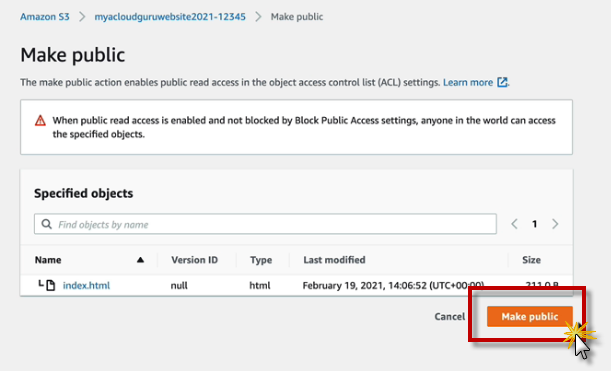 Amazon S3 > myacloudguruwebsite2021-12345 > Make public
Make public
The make public action enables public read access in the object access control list (ACL) settings. Learn more.
When public read access is enabled and not blocked by Block Public Access settings, anyone in the world can access
the specified objects.
Specified objects
Find objects by name
< 1 >
Name ▲ Version ID Type Last modified Size
index.html null html February 19, 2021, 14:06:52 (UTC+00:00) 211.0 B
Cancel Make public